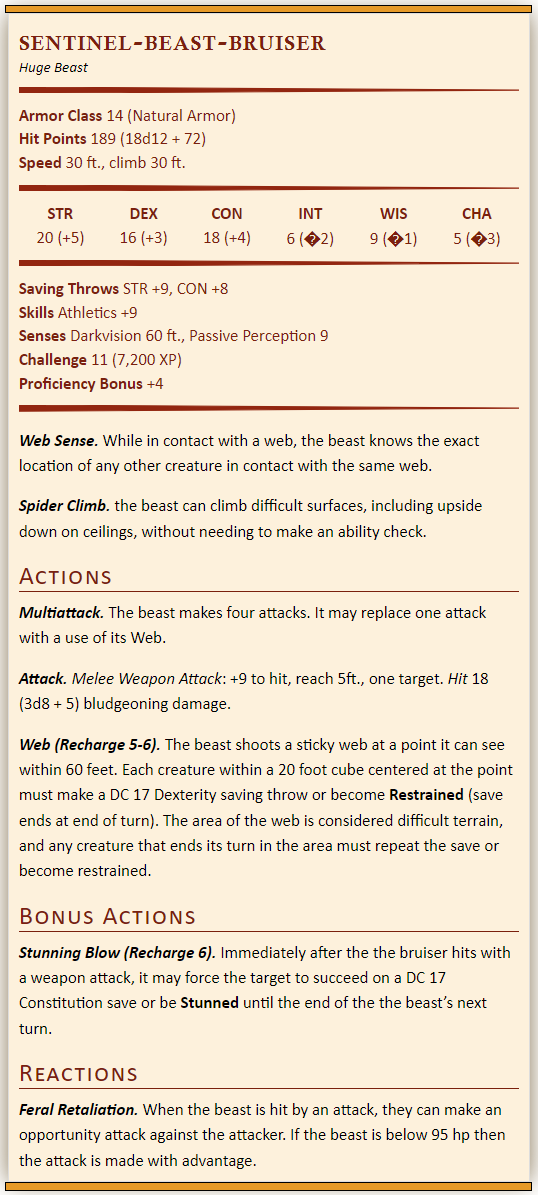 SENTINEL-BEAST-BRUISER
Huge Beast
Armor Class 14 (Natural Armor)
Hit Points 189 (18d12 + 72)
Speed 30 ft., climb 30 ft.
STR DEX CON INT WIS CHA
20 (+5) 16 (+3) 18 (+4) 6 (�2) 9 (�1) 5 (�3)
Saving Throws STR +9, CON +8
Skills Athletics +9
Senses Darkvision 60 ft., Passive Perception 9
Challenge 11 (7,200 XP)
Proficiency Bonus +4
Web Sense. While in contact with a web, the beast knows the exact
location of any other creature in contact with the same web.
Spider Climb. the beast can climb difficult surfaces, including upside
down on ceilings, without needing to make an ability check.
Actions
Multiattack. The beast makes four attacks. It may replace one attack
with a use of its Web.
Attack. Melee Weapon Attack: +9 to hit, reach 5ft., one target. Hit 18
(3d8 + 5) bludgeoning damage.
Web (Recharge 5-6). The beast shoots a sticky web at a point it can see
within 60 feet. Each creature within a 20 foot cube centered at the point
must make a DC 17 Dexterity saving throw or become Restrained (save
ends at end of turn). The area of the web is considered difficult terrain,
and any creature that ends its turn in the area must repeat the save or
become restrained.
Bonus Actions
Stunning Blow (Recharge 6). Immediately after the the bruiser hits with
a weapon attack, it may force the target to succeed on a DC 17
Constitution save or be Stunned until the end of the the beast's next
turn.
Reactions
Feral Retaliation. When the beast is hit by an attack, they can make an
opportunity attack against the attacker. If the beast is below 95 hp then
the attack is made with advantage.